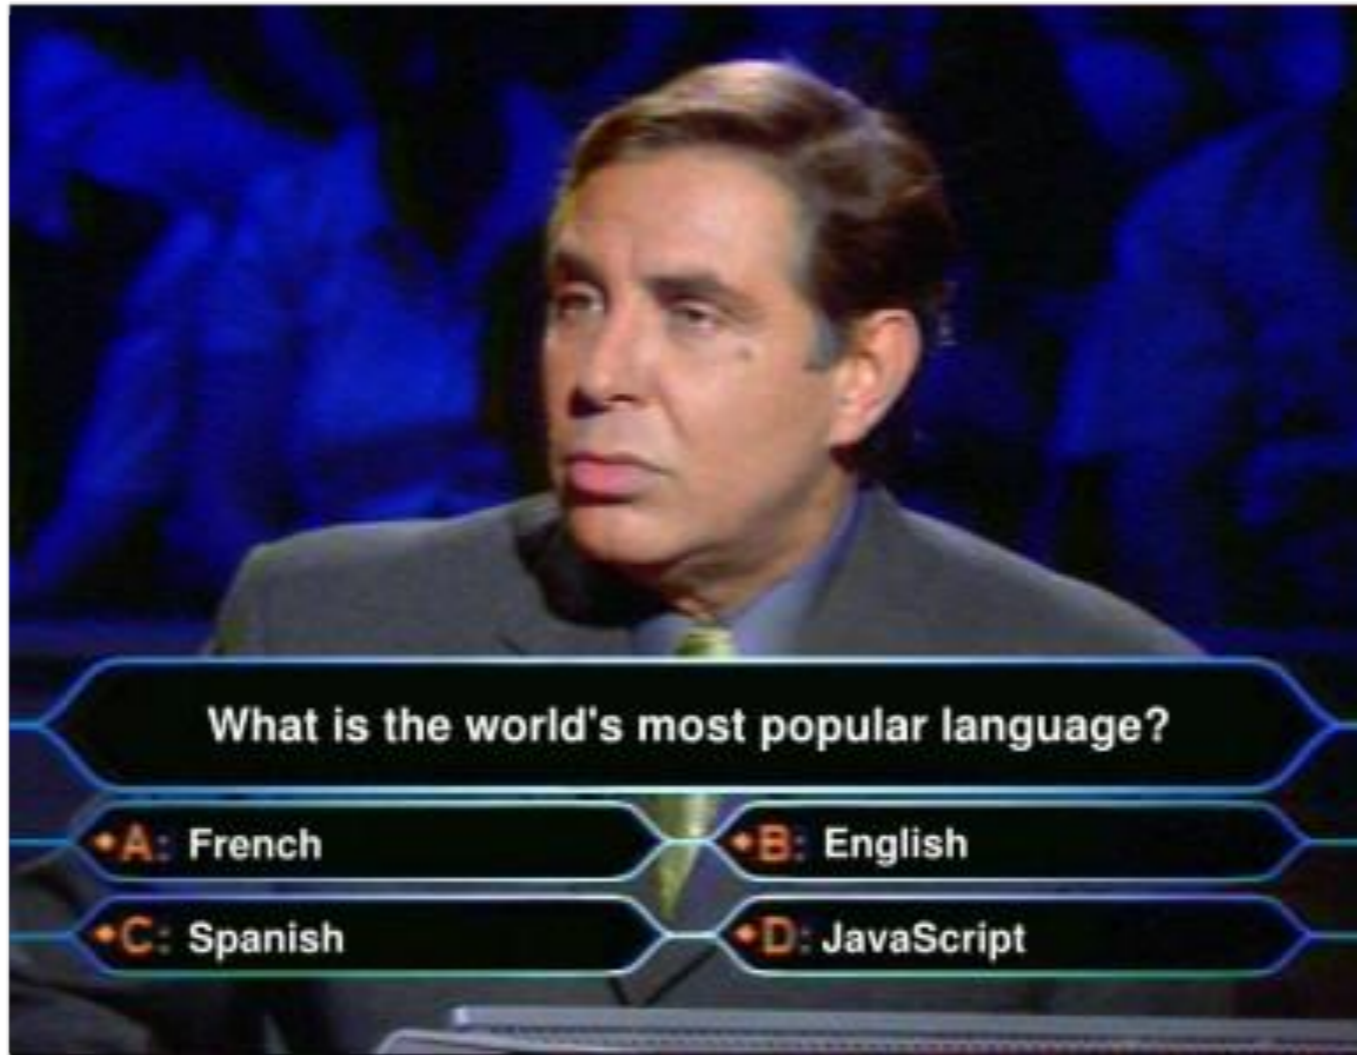 What is the world's most popular language?
A: French
B: English
C: Spanish
D: JavaScript